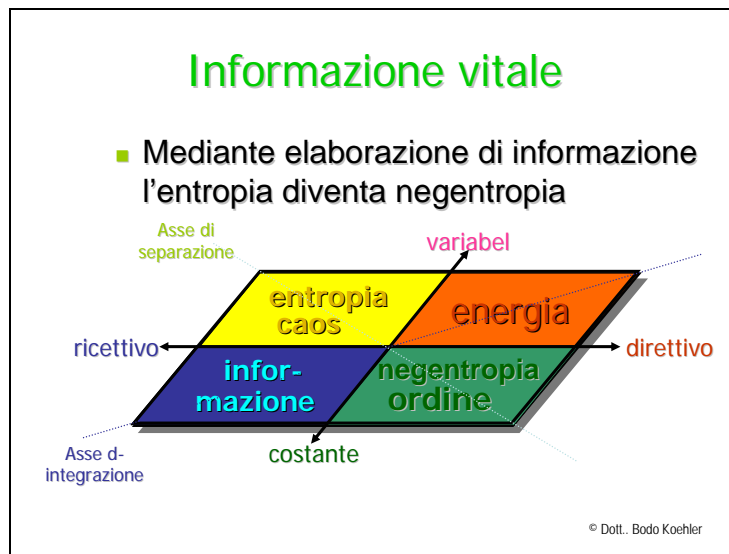 Informazione vitale
Mediante elaborazione di informazione
l'entropia diventa negentropia
Asse di
separazione
variabel
entropia
caos
energia
ricettivo
direttivo
infor-
mazione
negentropia
ordine
Asse d-
integrazione
costante
© Dott.. Bodo Koehler